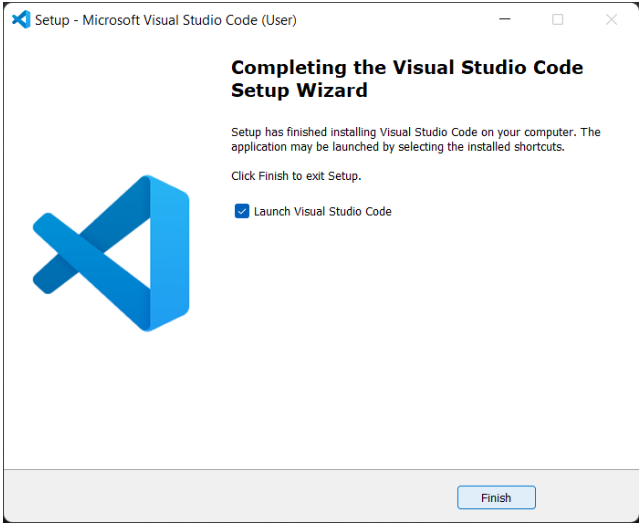 Setup - Microsoft Visual Studio Code (User)
Completing the Visual Studio Code
Setup Wizard
Setup has finished installing Visual Studio Code on your computer. The
application may be launched by selecting the installed shortcuts.
Click Finish to exit Setup.
Launch Visual Studio Code
Finish